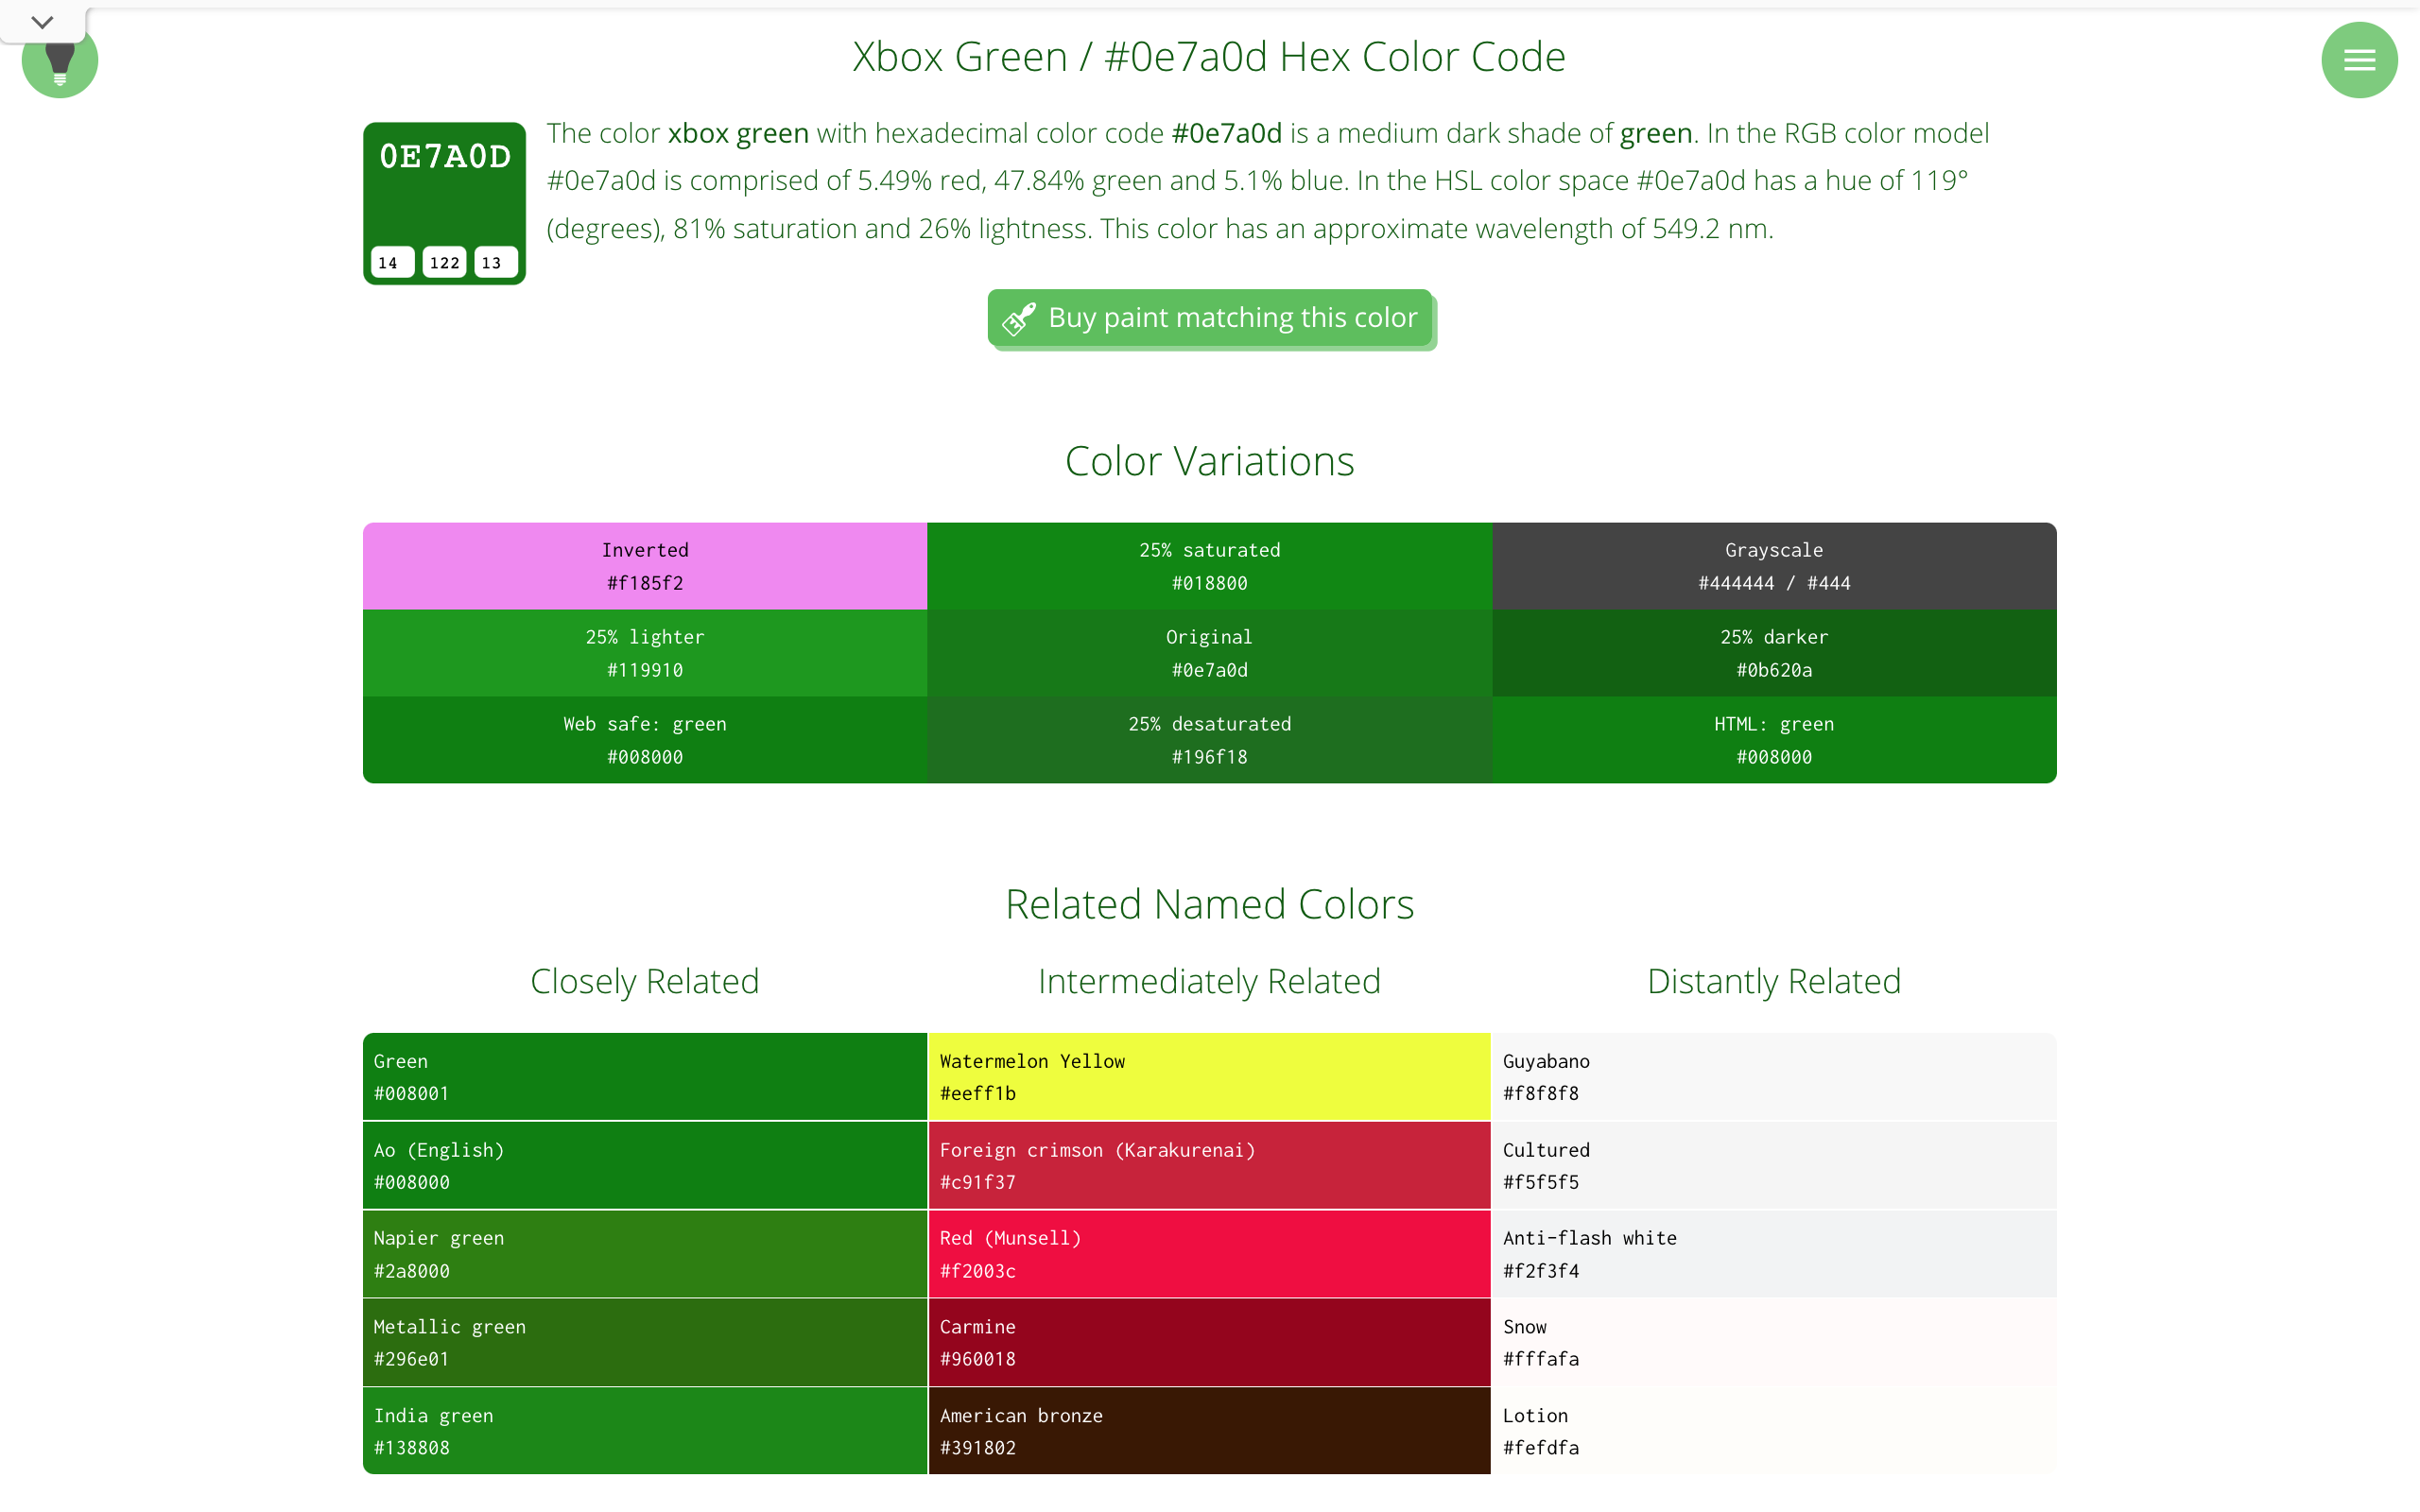 Xbox Green / #0e7a0d Hex Color Code
0E7A0D
14 122 13
The color xbox green with hexadecimal color code #0e7a0d is a medium dark shade of green. In the RGB color model
#0e7a0d is comprised of 5.49% red, 47.84% green and 5.1% blue. In the HSL color space #0e7a0d has a hue of 119°
(degrees), 81% saturation and 26% lightness. This color has an approximate wavelength of 549.2 nm.
Buy paint matching this color
Color Variations
Inverted
#f185f2
25% saturated
#018800
Grayscale
#444444 / #444
25% lighter
#119910
Original
#0e7a0d
25% darker
#0b620a
Web safe: green
#008000
25% desaturated
#196f18
HTML: green
#008000
Related Named Colors
Closely Related
Green
#008001
Ao (English)
#008000
Napier green
#2a8000
Metallic green
#296e01
India green
#138808
Intermediately Related
Watermelon Yellow
#eeff1b
Foreign crimson (Karakurenai)
#c91f37
Red (Munsell)
#f2003c
Carmine
#960018
American bronze
#391802
Distantly Related
Guyabano
#f8f8f8
Cultured
#f5f5f5
Anti-flash white
#f2f3f4
Snow
#fffafa
Lotion
#fefdfa